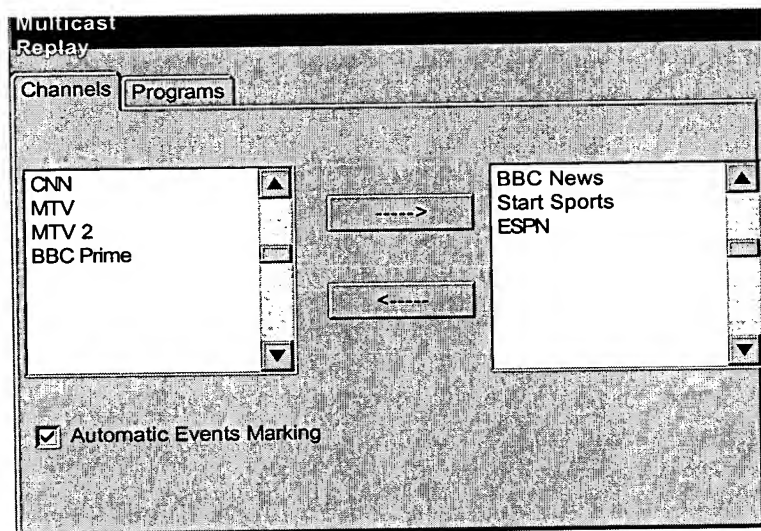 Multicast
Replay
Channels Programs
CNN
MTV
MTV 2
BBC Prime
----->
<-----
BBC News
Start Sports
ESPN
Automatic Events Marking